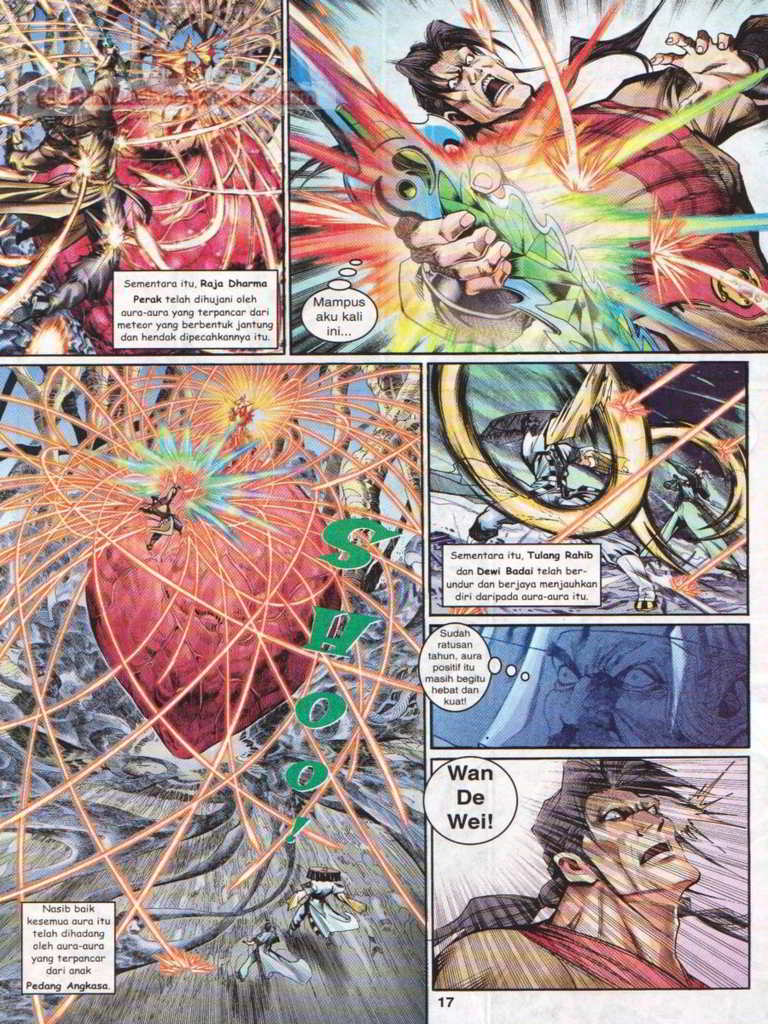 Sementara itu, Raja Dharma
Perak telah dihujani oleh
aura-aura yang terpancar dari
meteor yang berbentuk jantung
dan hendak dipecahkannya itu.
Mampus
aku kali
ini...
SHOOO!
Sementara itu, Tulang Rahib
dan Dewi Badai telah ber-
undur dan berjaya menjauhkan
diri daripada aura-aura itu.
Sudah
ratusan
tahun, aura
positif itu
masih begitu
hebat dan
kuat!
Wan
De
Wei!
Nasib baik
kesemua aura itu
telah dihadang
oleh aura-aura
yang terpancar
dari anak
Pedang Angkasa.
17